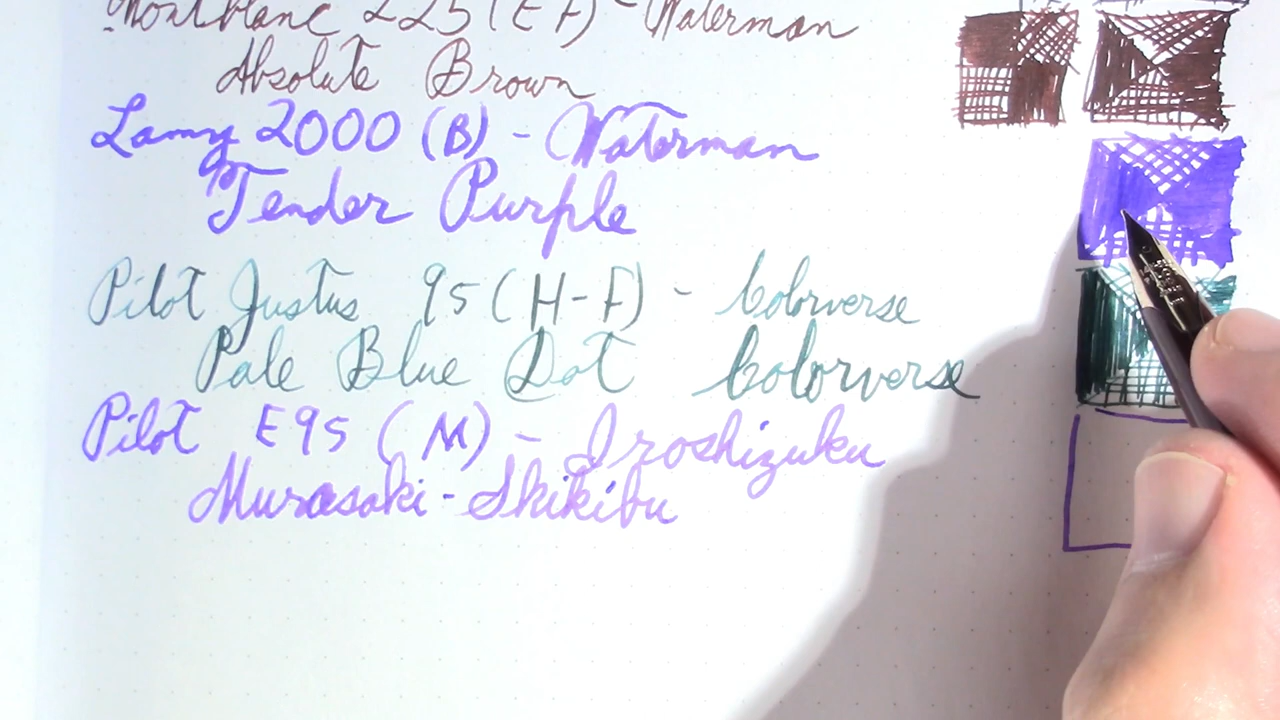 Montblanc 225 (EF) - Waterman
Absolute Brown
Lamy 2000 (B) - Waterman
Tender Purple
Pilot Justus 95 (H-F) - Colorverse
Pale Blue Dot Colorverse
Pilot E95 (M) - Iroshizuku
Murasaki-Shikibu